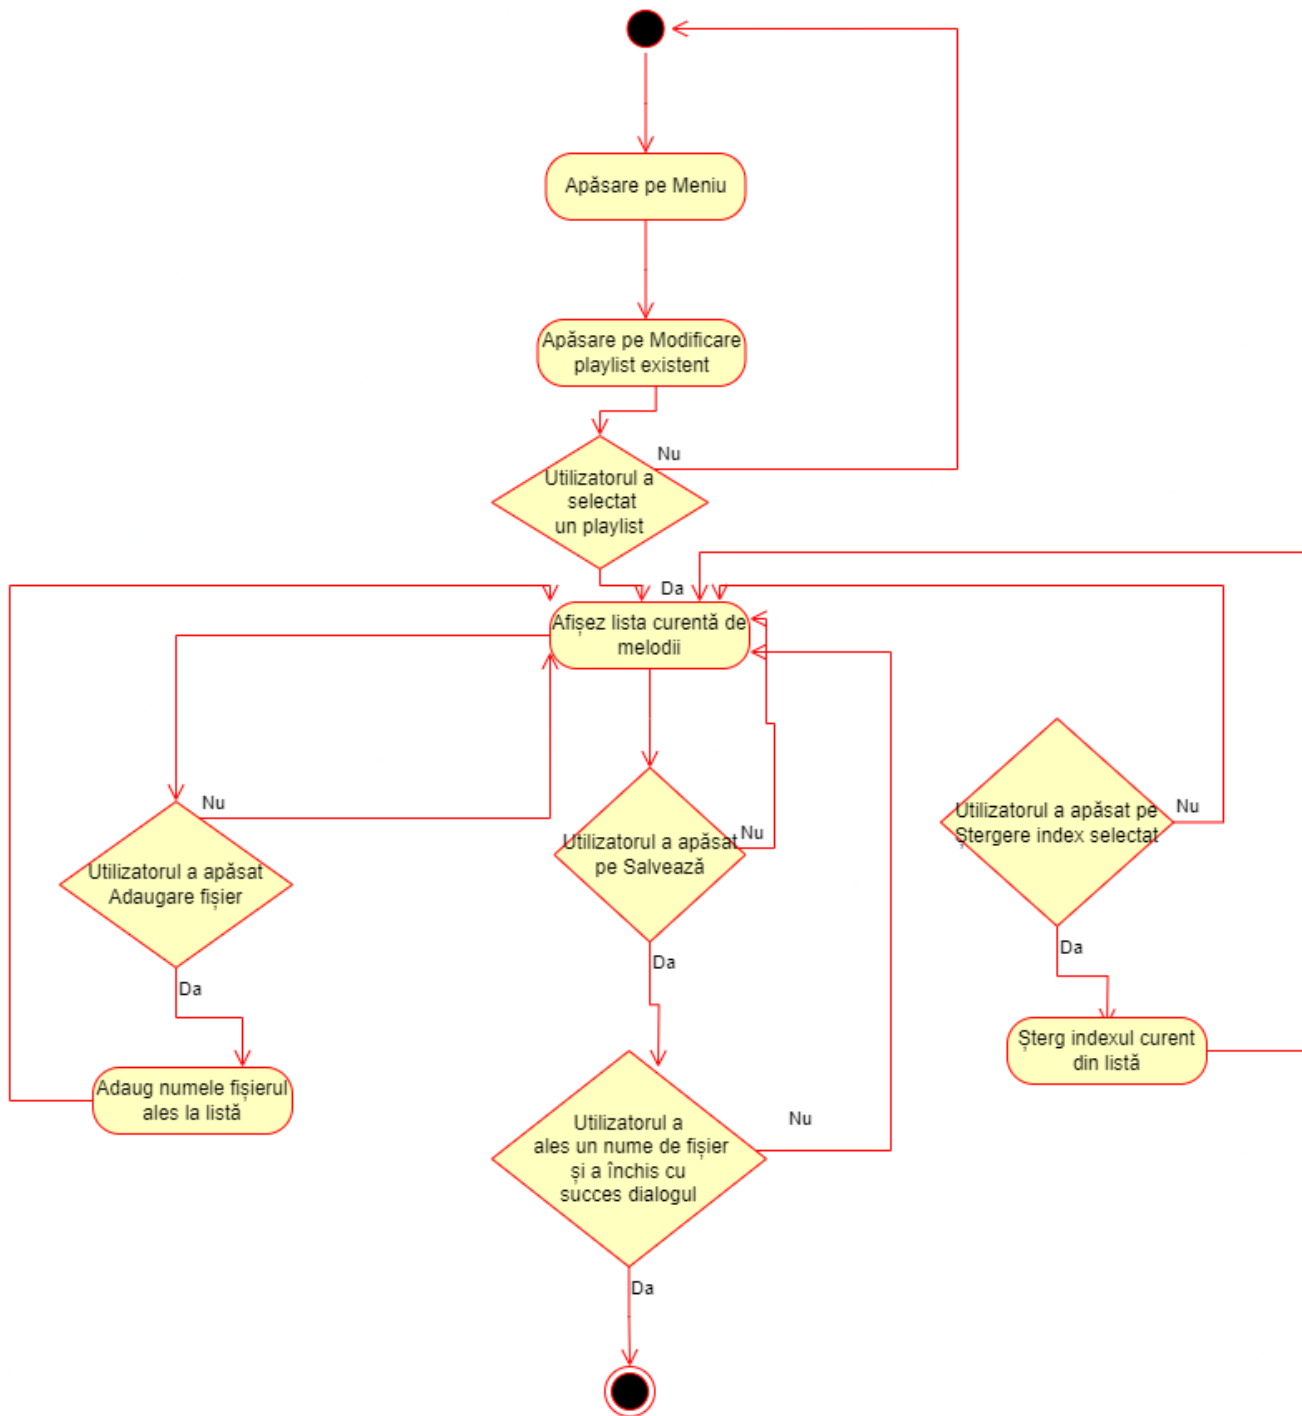 Apăsare pe Meniu
Apăsare pe Modificare
playlist existent
Nu
Utilizatorul a
selectat
un playlist
Da
Afișez lista curentă de
melodii
Nu
Utilizatorul a apăsat
Adaugare fișier
Da
Adaug numele fișierul
ales la listă
Nu
Utilizatorul a apăsat
pe Salvează
Da
Nu
Utilizatorul a
ales un nume de fișier
și a închis cu
succes dialogul
Da
Nu
Utilizatorul a apăsat pe
Ștergere index selectat
Da
Șterg indexul curent
din listă